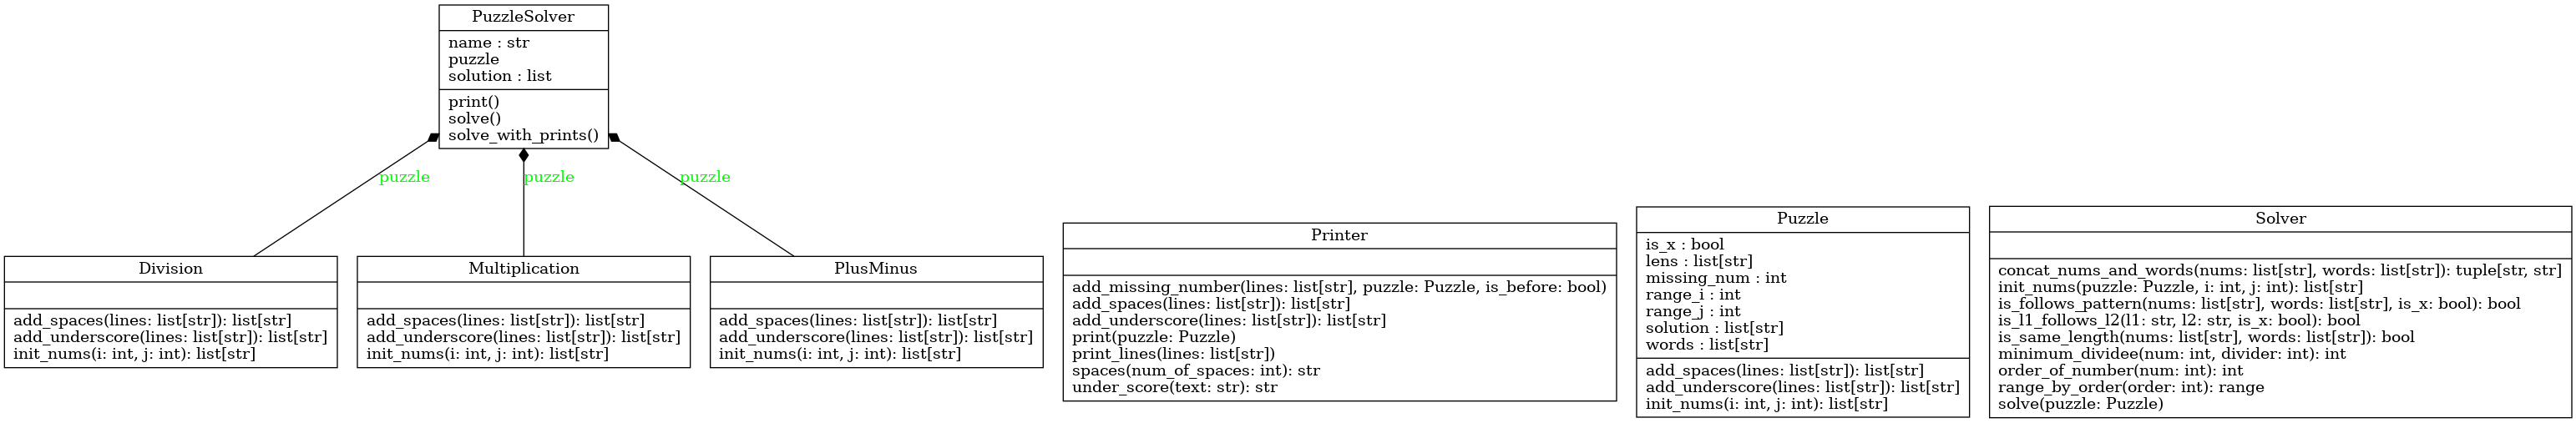 PuzzleSolver
name : str
puzzle
solution : list
print()
solve()
solve_with_prints()
puzzle
puzzle
puzzle
Division
add_spaces(lines: list[str]): list[str]
add_underscore(lines: list[str]): list[str]
init_nums(i: int, j: int): list[str]
Multiplication
add_spaces(lines: list[str]): list[str]
add_underscore(lines: list[str]): list[str]
init_nums(i: int, j: int): list[str]
PlusMinus
add_spaces(lines: list[str]): list[str]
add_underscore(lines: list[str]): list[str]
init_nums(i: int, j: int): list[str]
Printer
add_missing_number(lines: list[str], puzzle: Puzzle, is_before: bool)
add_spaces(lines: list[str]): list[str]
add_underscore(lines: list[str]): list[str]
print(puzzle: Puzzle)
print_lines(lines: list[str])
spaces(num_of_spaces: int): str
under_score(text: str): str
Puzzle
is_x : bool
lens : list[str]
missing_num : int
range_i : int
range_j : int
solution : list[str]
words : list[str]
add_spaces(lines: list[str]): list[str]
add_underscore(lines: list[str]): list[str]
init_nums(i: int, j: int): list[str]
Solver
concat_nums_and_words(nums: list[str], words: list[str]): tuple[str, str]
init_nums(puzzle: Puzzle, i: int, j: int): list[str]
is_follows_pattern(nums: list[str], words: list[str], is_x: bool): bool
is_l1_follows_l2(l1: str, l2: str, is_x: bool): bool
is_same_length(nums: list[str], words: list[str]): bool
minimum_dividee(num: int, divider: int): int
order_of_number(num: int): int
range_by_order(order: int): range
solve(puzzle: Puzzle)